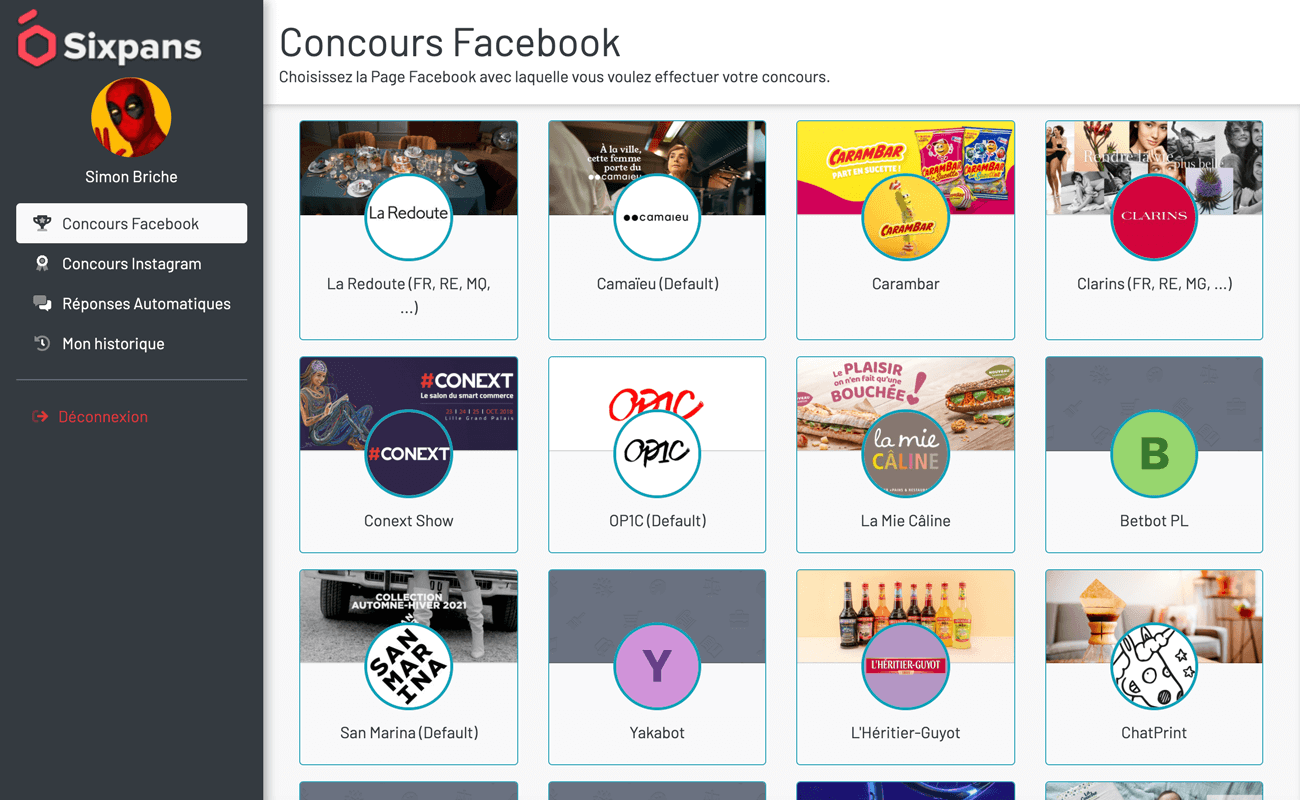 Sixpans
Simon Briche
Concours Facebook
Concours Instagram
Réponses Automatiques
Mon historique
Déconnexion
Concours Facebook
Choisissez la Page Facebook avec laquelle vous voulez effectuer votre concours.
La Redoute
La Redoute (FR, RE, MQ,
...)
À la ville,
cette femme
porte du
camaïeu
camaïeu
Camaïeu (Default)
CARAMBAR
PART EN SUCETTE !
CARAMBAR
CARAMBAR
CARAMBAR
Carambar
Rendre la vie
plus belle
CLARINS
Clarins (FR, RE, MG, ...)
#CONEXT
Le salon du smart commerce
23 | 24 | 25 | OCT 2018
Lille Grand Palais
#CONEXT
Conext Show
OP1C
OP1C
OP1C (Default)
Le PLAISIR
on n'en fait qu'une
BOUCHÉE !
NOUVEAU
la mie
CÂLINE
La Mie Câline
B
Betbot PL
COLLECTION
AUTOMNE-HIVER 2021
SAN
MAR
INA
San Marina (Default)
Y
Yakabot
L'HÉRITIER-GUYOT
L'Héritier-Guyot
ChatPrint